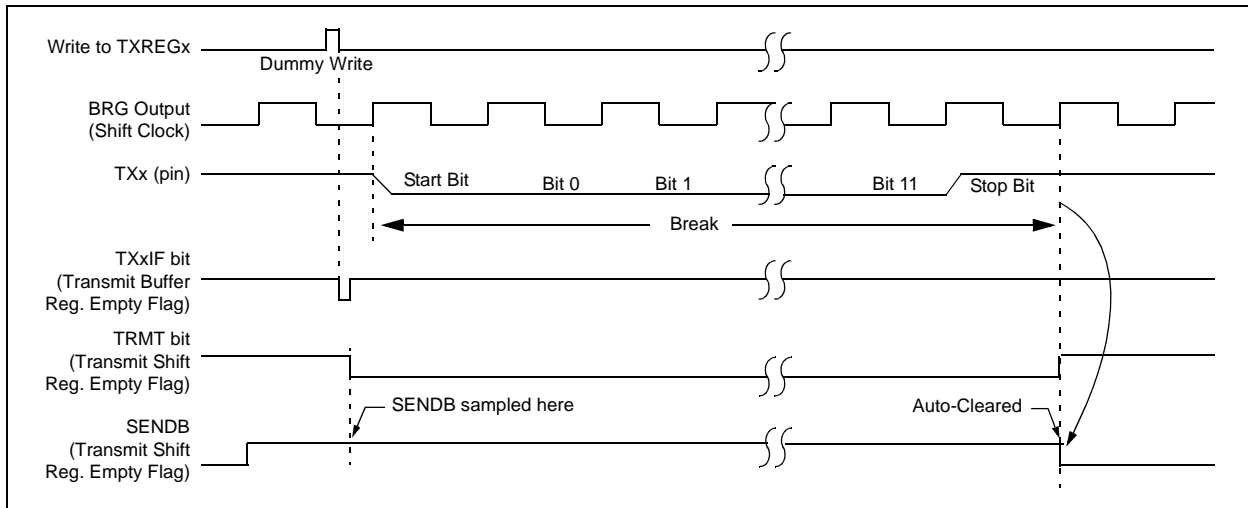 Write to TXREGx
Dummy Write
BRG Output
(Shift Clock)
TXx (pin)
Start Bit
Bit 0
Bit 1
Bit 11
Stop Bit
Break
TXxIF bit
(Transmit Buffer
Reg. Empty Flag)
TRMT bit
(Transmit Shift
Reg. Empty Flag)
SENDB sampled here
Auto-Cleared
SENDB
(Transmit Shift
Reg. Empty Flag)